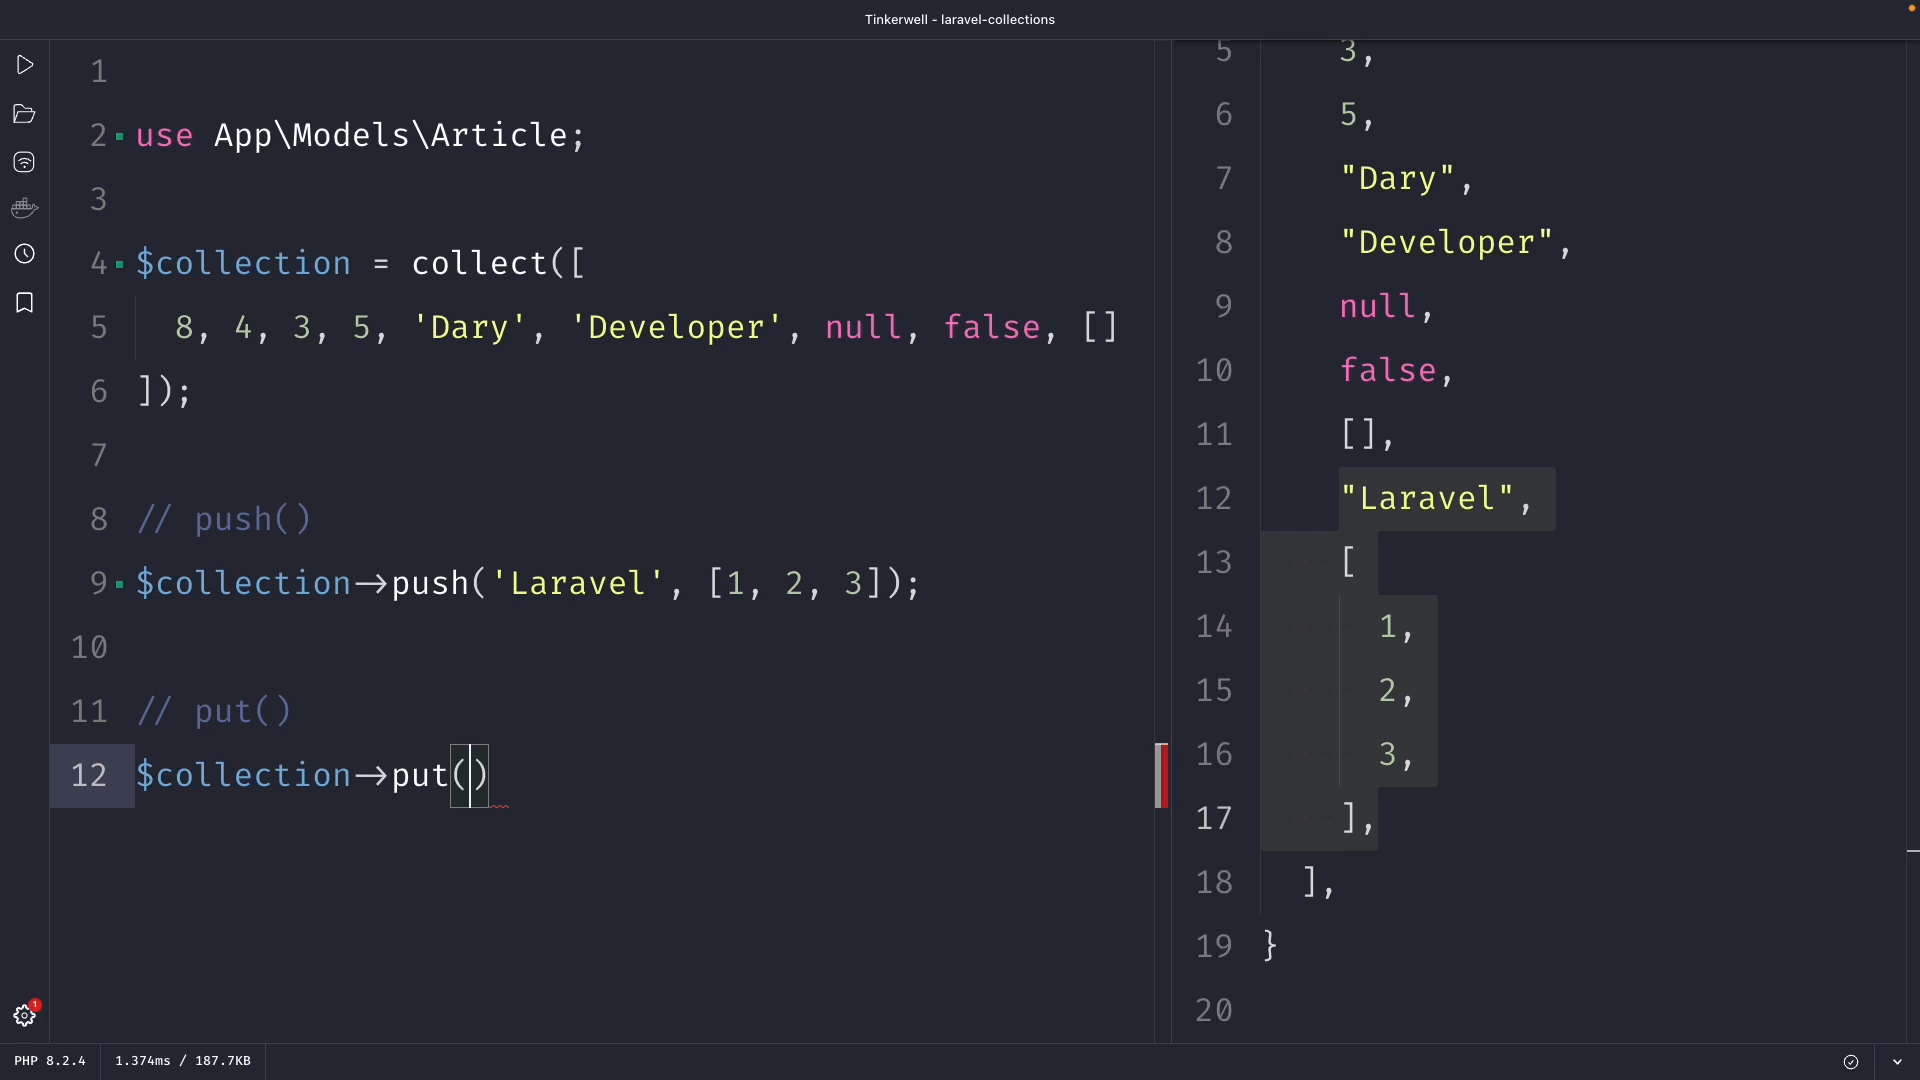 Tinkerwell - laravel-collections
1
2 use App\Models\Article;
3
4 $collection = collect([
5 8, 4, 3, 5, 'Dary', 'Developer', null, false, []
6 ]);
7
8 // push()
9 $collection->push('Laravel', [1, 2, 3]);
10
11 // put()
12 $collection->put()
5 3,
6 5,
7 "Dary",
8 "Developer",
9 null,
10 false,
11 [],
12 "Laravel",
13 [
14 1,
15 2,
16 3,
17 ],
18 ],
19 }
20
1
PHP 8.2.4 1.374ms / 187.7KB